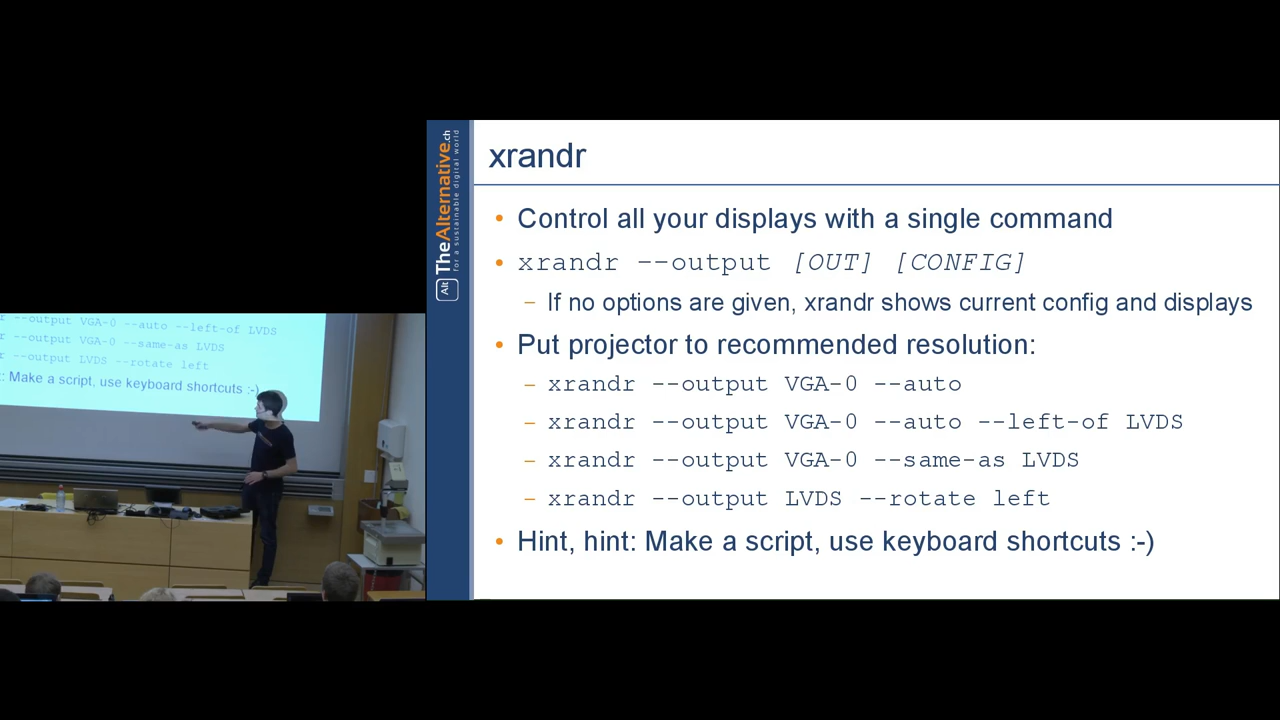 xrandr
• Control all your displays with a single command
• xrandr --output [OUT] [CONFIG]
– If no options are given, xrandr shows current config and displays
• Put projector to recommended resolution:
– xrandr --output VGA-0 --auto
– xrandr --output VGA-0 --auto --left-of LVDS
– xrandr --output VGA-0 --same-as LVDS
– xrandr --output LVDS --rotate left
• Hint, hint: Make a script, use keyboard shortcuts :-)
Alt TheAlternative.ch
for a sustainable digital world
r --output VGA-0 --auto --left-of LVDS
r --output VGA-0 --same-as LVDS
r --output LVDS --rotate left
: Make a script, use keyboard shortcuts :-)